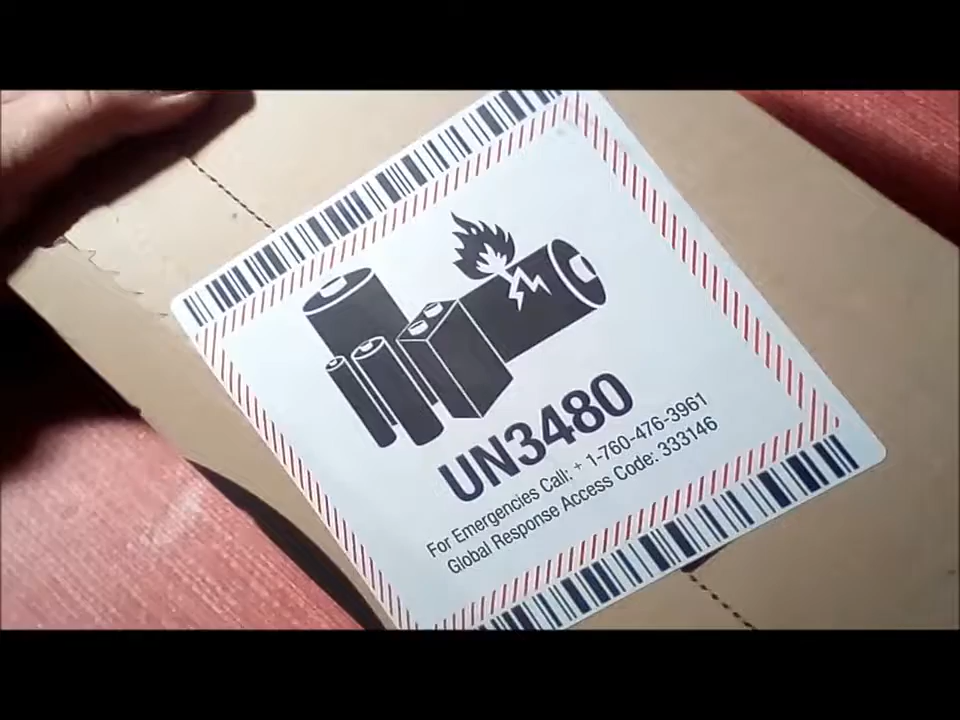 UN3480
For Emergencies Call: + 1-760-476-3961
Global Response Access Code: 333146